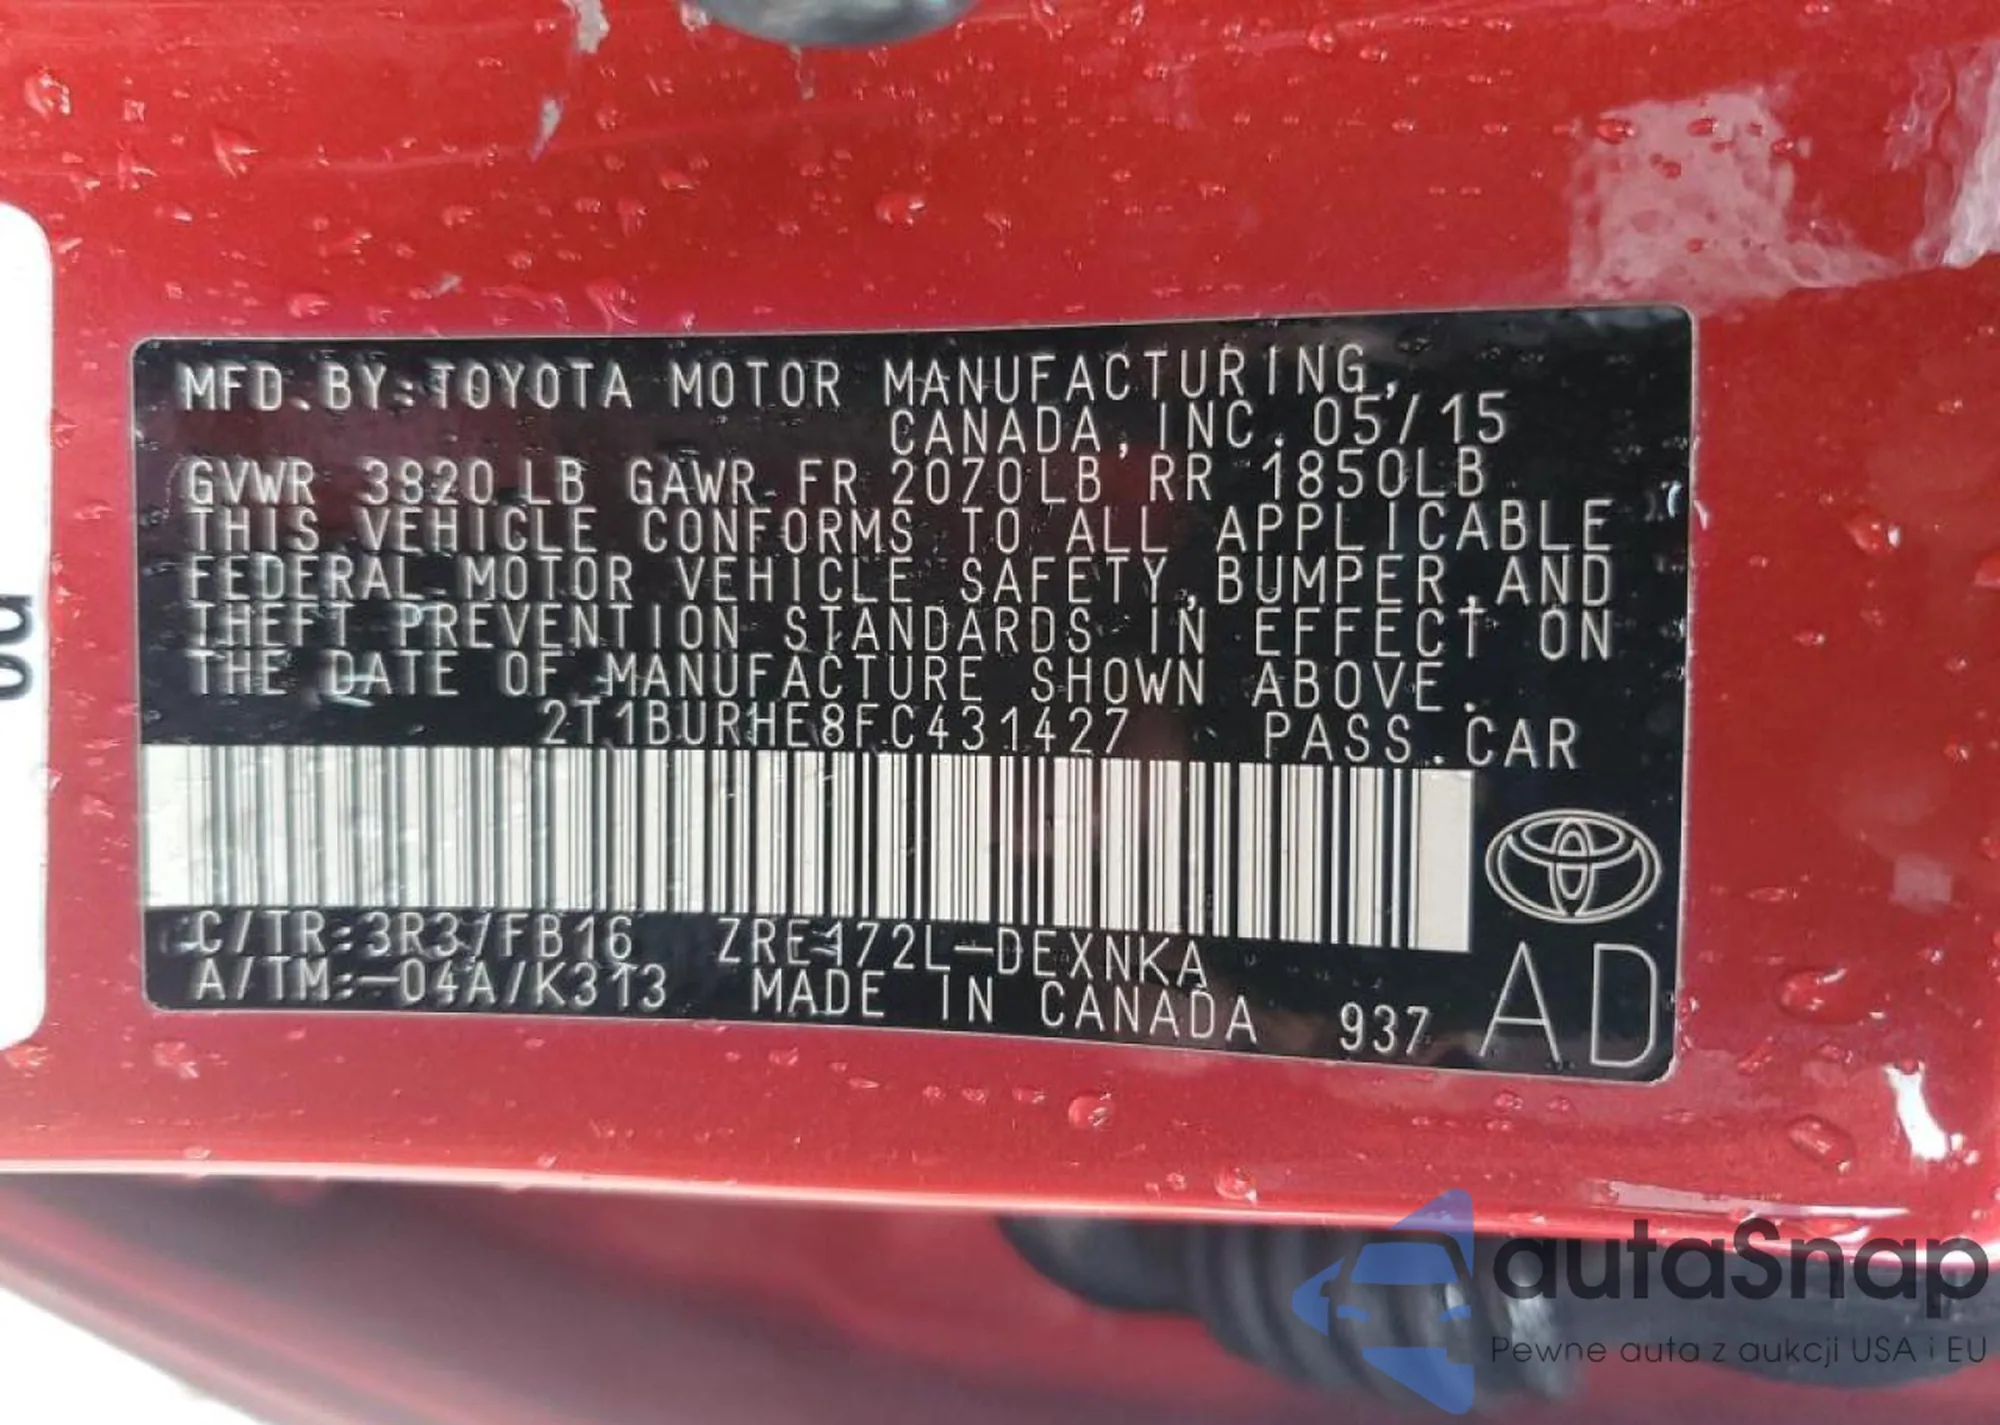 MFD. BY: TOYOTA MOTOR MANUFACTURING,
CANADA, INC. 05/15
GVWR 3920 LB GAWR FR 2070LB RR 1850LB
THIS VEHICLE CONFORMS TO ALL APPLICABLE
FEDERAL MOTOR VEHICLE SAFETY, BUMPER, AND
THEFT PREVENTION STANDARDS IN EFFECT ON
THE DATE OF MANUFACTURE SHOWN ABOVE.
2T1BURHE8FC431427 PASS. CAR
C/TR: 3R3/FB16 ZRE172L-DEXNKA
A/TM: -04A/K313 MADE IN CANADA 937 AD
autaSnap
Pewne auta z aukcji USA i EU